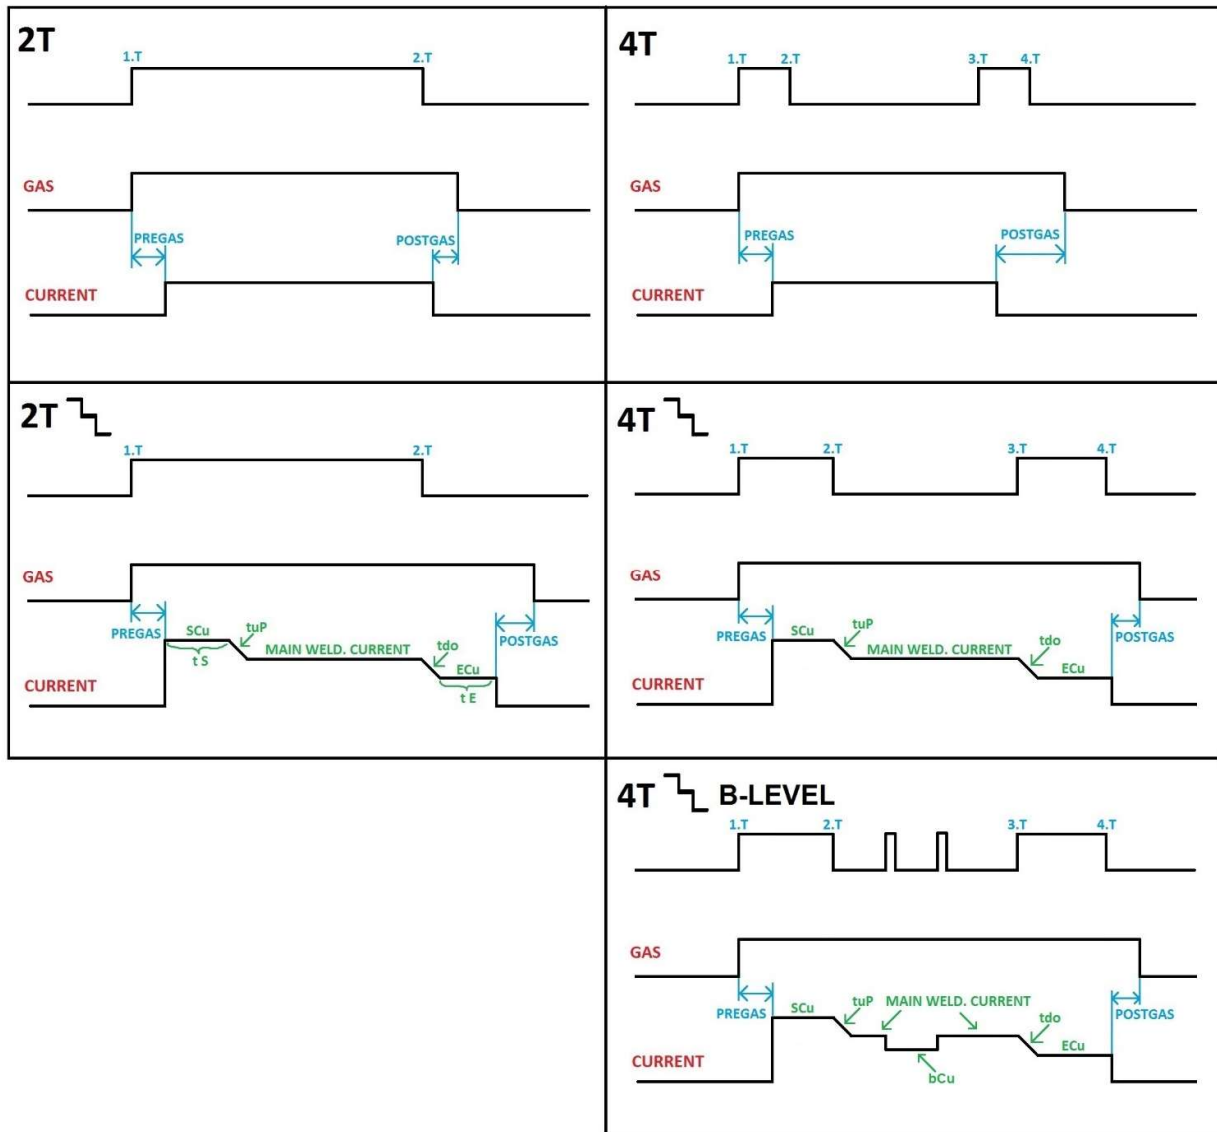 2T
1.T 2.T
GAS
PREGAS POSTGAS
CURRENT
4T
1.T 2.T 3.T 4.T
GAS
PREGAS POSTGAS
CURRENT
2T
1.T 2.T
GAS
PREGAS SCu tuP MAIN WELD. CURRENT tdo POSTGAS
t S ECu
CURRENT t E
4T
1.T 2.T 3.T 4.T
GAS
PREGAS SCu tuP MAIN WELD. CURRENT tdo POSTGAS
ECu
CURRENT
4T B-LEVEL
1.T 2.T 3.T 4.T
GAS
PREGAS SCu tuP MAIN WELD. CURRENT tdo POSTGAS
CURRENT ECu
bCu